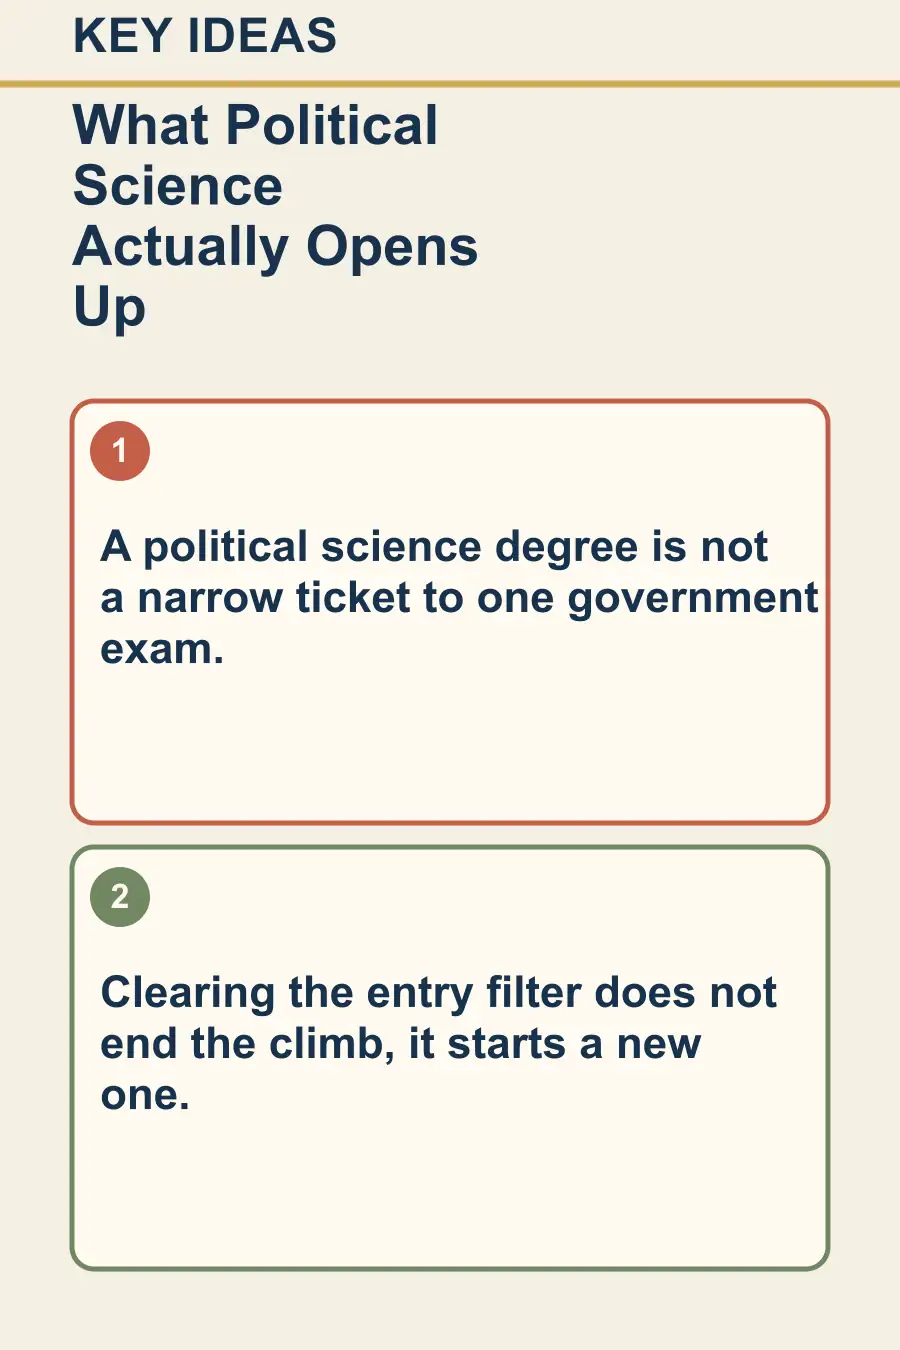 KEY IDEAS
What Political
Science
Actually Opens
Up
1
A political science degree is not
a narrow ticket to one government
exam.
2
Clearing the entry filter does not
end the climb, it starts a new
one.